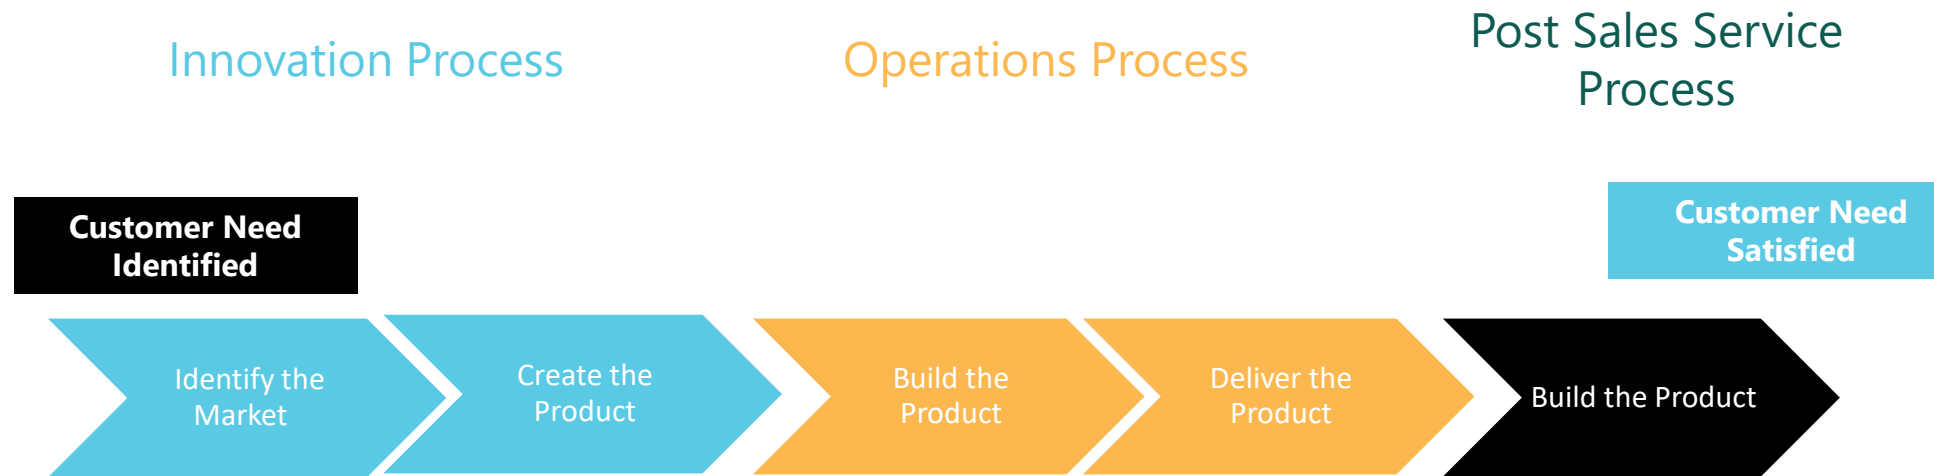 Innovation Process
Operations Process
Post Sales Service
Process
Customer Need
Identified
Customer Need
Satisfied
Identify the
Market
Create the
Product
Build the
Product
Deliver the
Product
Build the Product